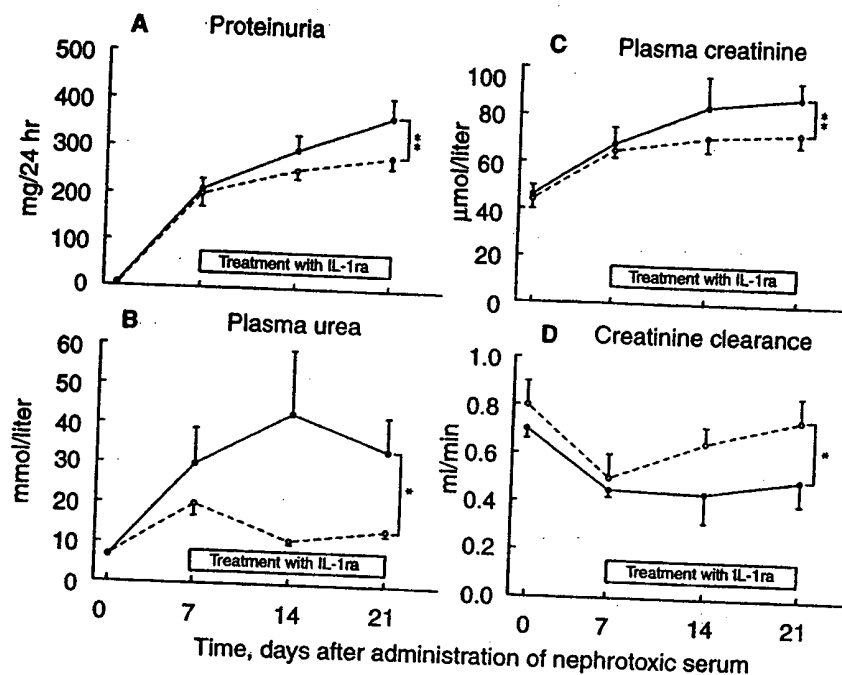 A Proteinuria
500
400
300
200
100
0
mg/24 hr
**
Treatment with IL-1ra
C Plasma creatinine
100
80
60
40
20
0
µmol/liter
**
Treatment with IL-1ra
B Plasma urea
60
50
40
30
20
10
0
mmol/liter
*
Treatment with IL-1ra
0 7 14 21
D Creatinine clearance
1.0
0.8
0.6
0.4
0.2
0.0
ml/min
*
Treatment with IL-1ra
0 7 14 21
Time, days after administration of nephrotoxic serum